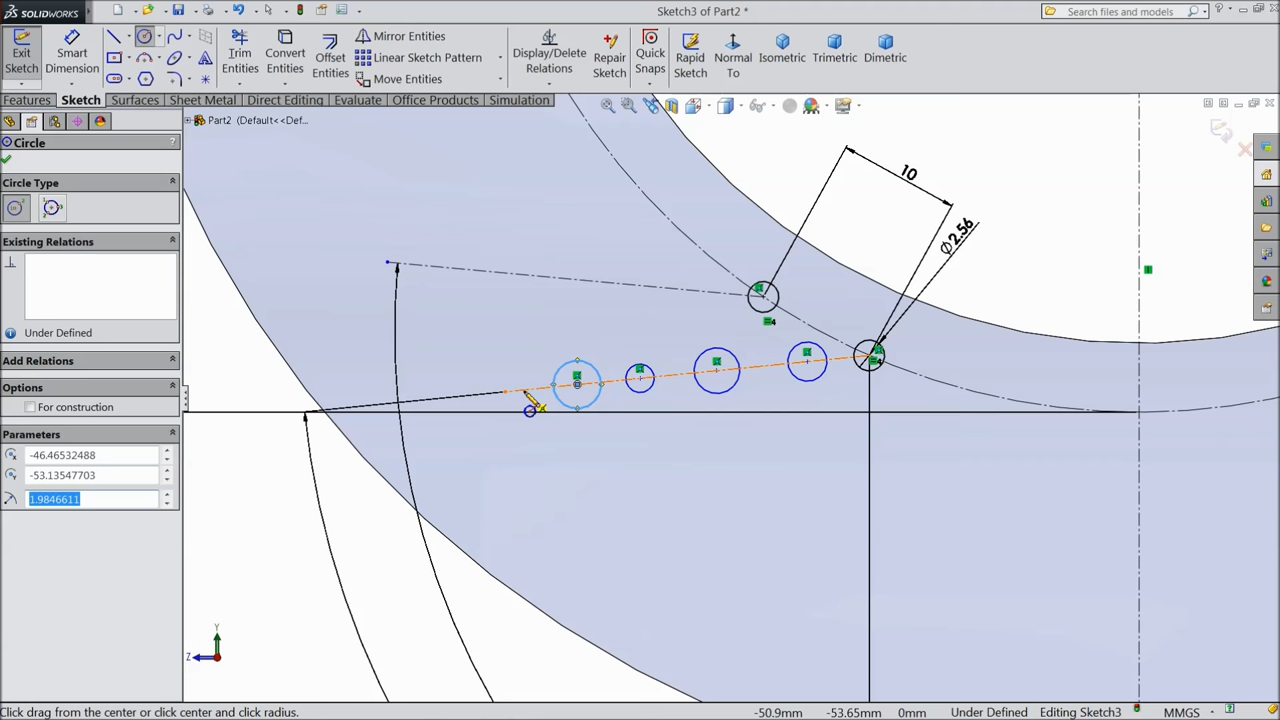 SOLIDWORKS
Sketch3 of Part2 *
Search files and models
Exit Sketch
Smart Dimension
Trim Entities
Convert Entities
Offset Entities
Mirror Entities
Linear Sketch Pattern
Move Entities
Display/Delete Relations
Repair Sketch
Quick Snaps
Rapid Sketch
Normal To
Isometric
Trimetric
Dimetric
Features
Sketch
Surfaces
Sheet Metal
Direct Editing
Evaluate
Office Products
Simulation
Part2 (Default<<Def...
Circle
?
Circle Type
Existing Relations
Under Defined
Add Relations
Options
For construction
Parameters
-46.46532488
-53.13547703
1.9846611
10
Ø2.56
4
4
Y
Z
Click drag from the center or click center and click radius.
-50.9mm
-53.65mm
0mm
Under Defined
Editing Sketch3
MMGS